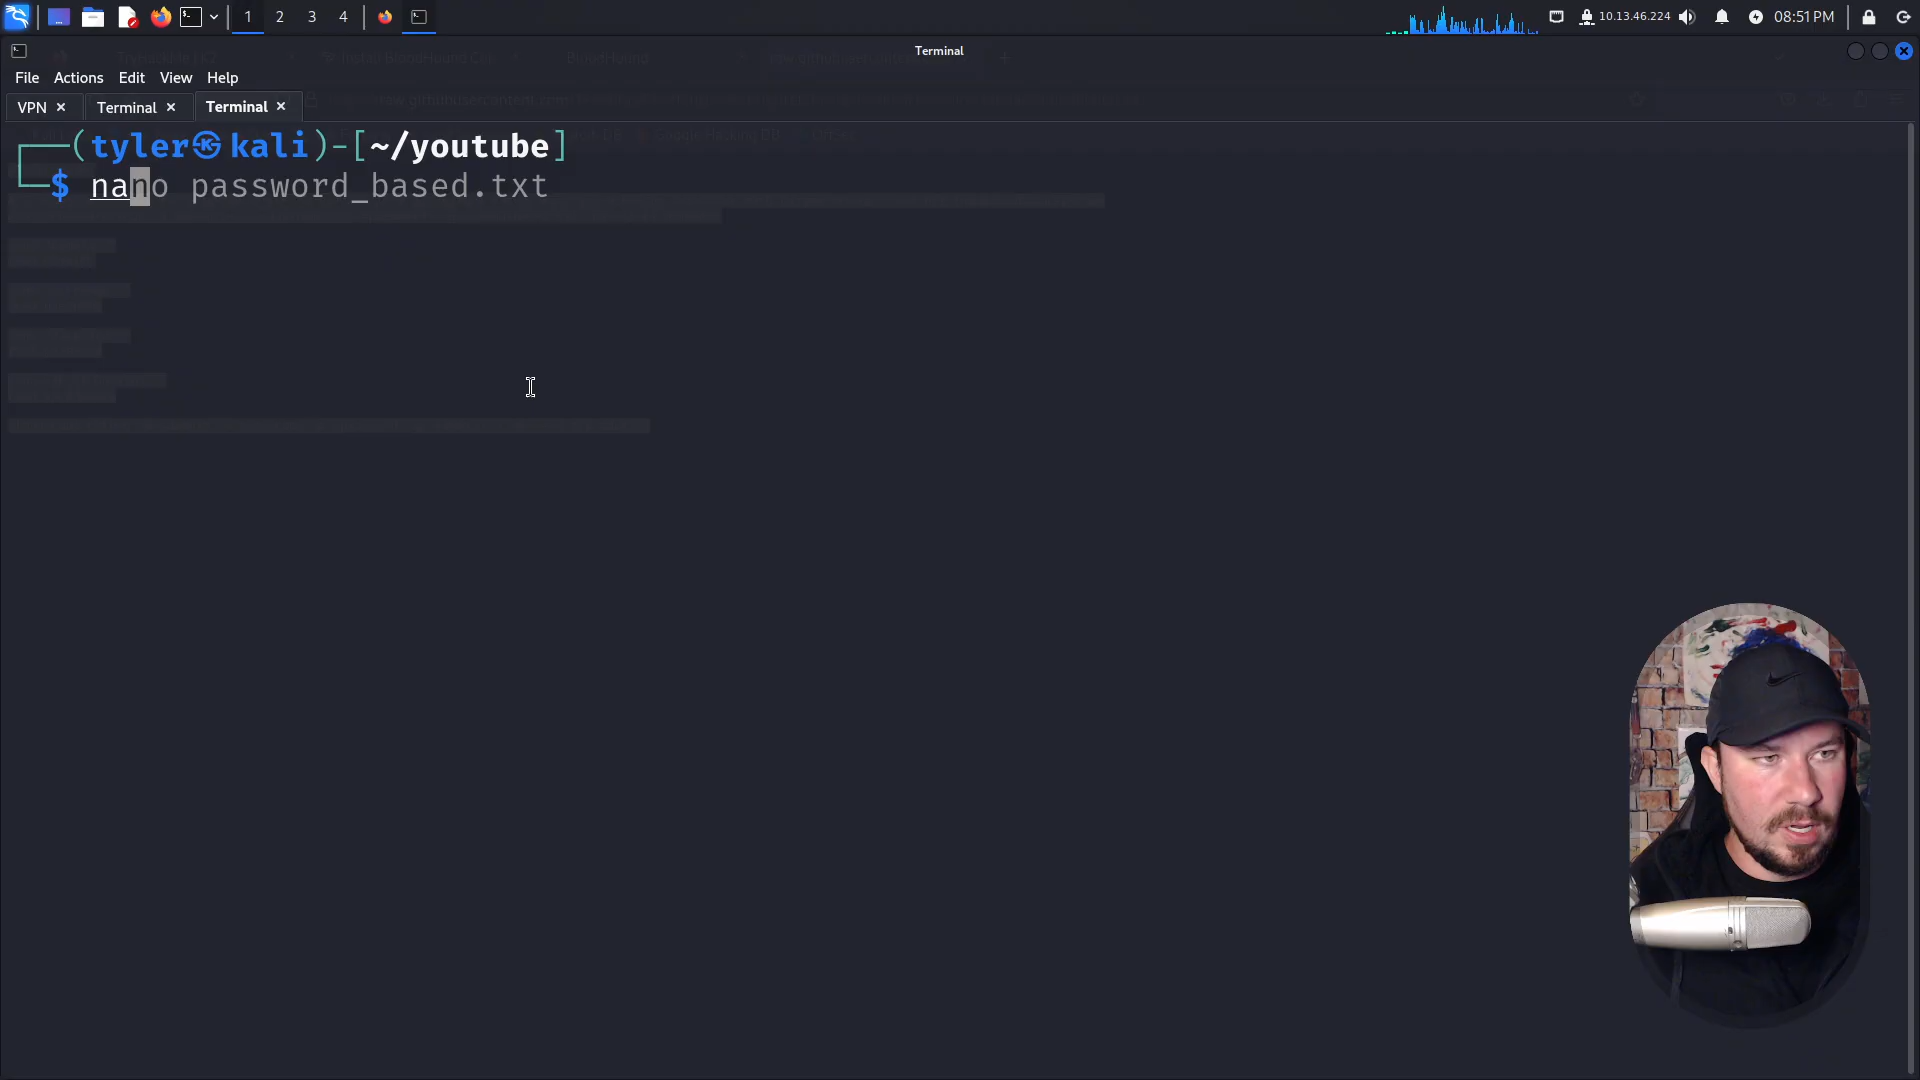 1 2 3 4
10.13.46.224
08:51 PM
Terminal
File Actions Edit View Help
VPN Terminal Terminal
(tyler㉿kali)-[~/youtube]
$ nano password_based.txt